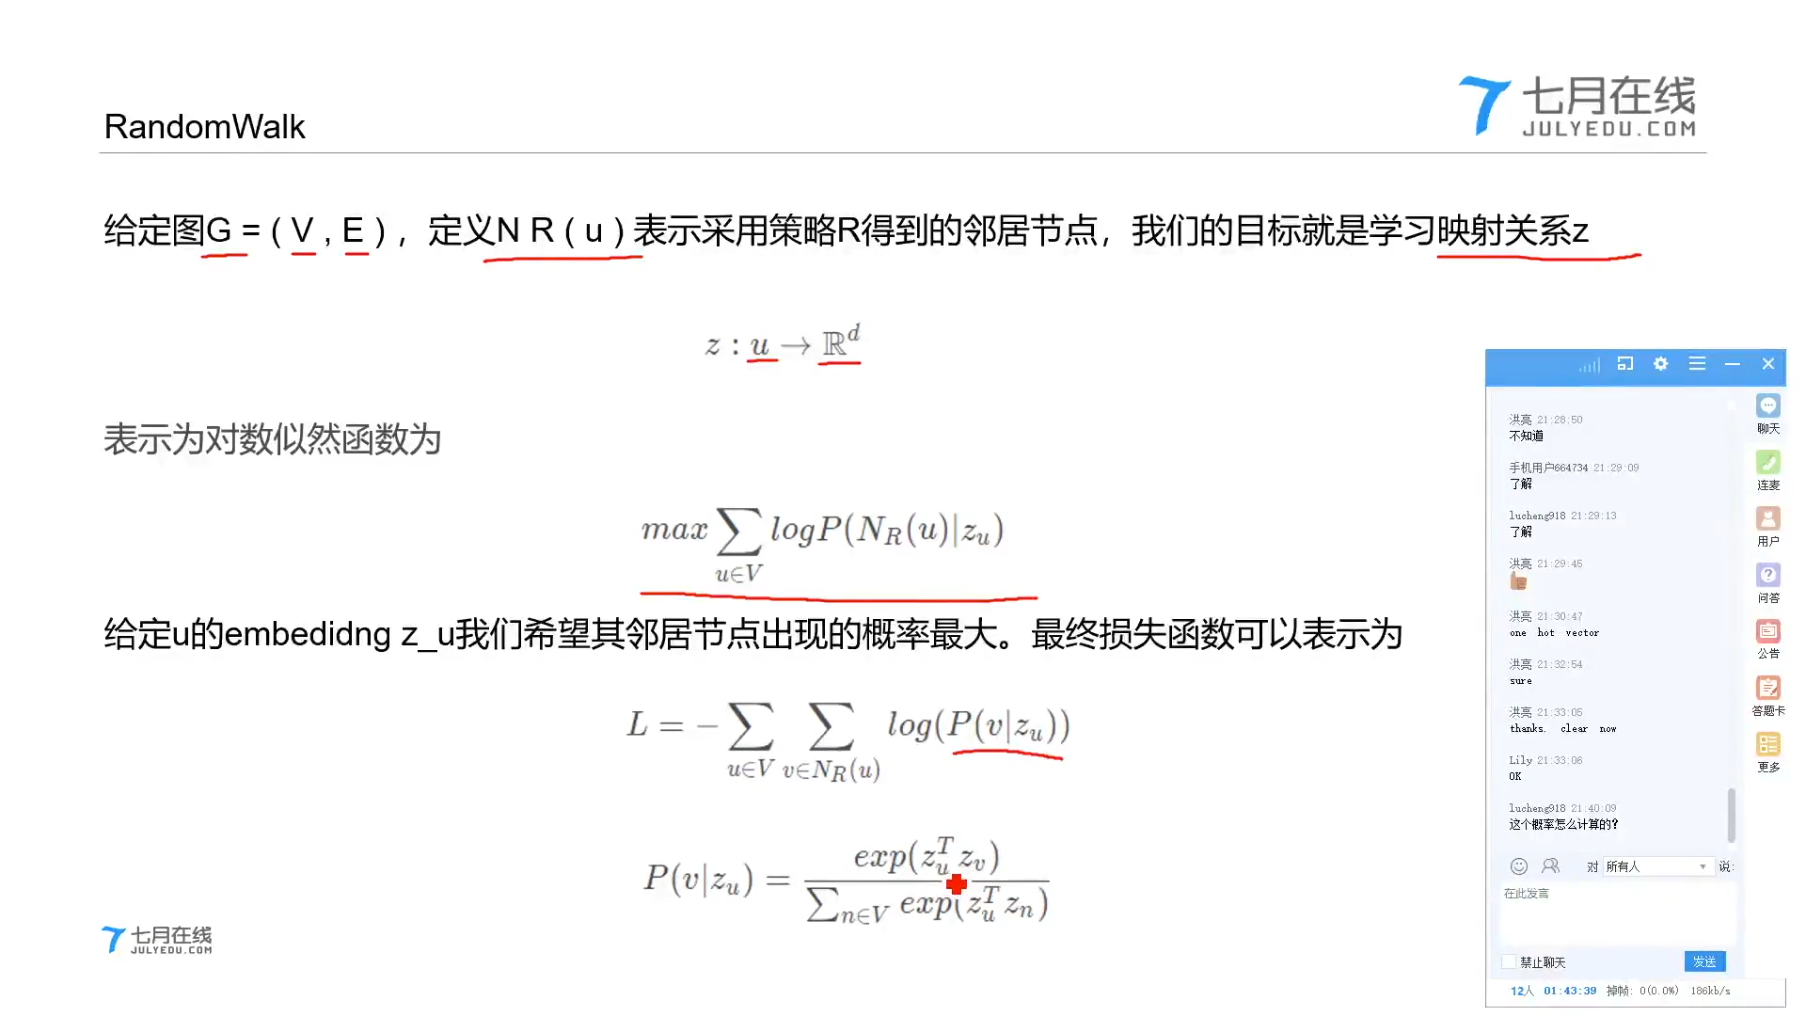 七月在线
JULYEDU.COM
RandomWalk
给定图G = ( V , E ) ，定义N R ( u ) 表示采用策略R得到的邻居节点，我们的目标就是学习映射关系z
z : u → ℝ^d
表示为对数似然函数为
max ∑_{u∈V} logP(N_R(u)|z_u)
给定u的embedidng z_u我们希望其邻居节点出现的概率最大。最终损失函数可以表示为
L = − ∑_{u∈V} ∑_{v∈N_R(u)} log(P(v|z_u))
P(v|z_u) = exp(z_u^T z_v) / ∑_{n∈V} exp(z_u^T z_n)
七月在线
JULYEDU.COM
洪亮 21:28:50
不知道
手机用户664734 21:29:09
了解
lucheng918 21:29:13
了解
洪亮 21:29:45
洪亮 21:30:47
one hot vector
洪亮 21:32:54
sure
洪亮 21:33:05
thanks. clear now
Lily 21:33:06
OK
lucheng918 21:40:09
这个概率怎么计算的?
对 所有人 说:
在此发言
禁止聊天
发送
12人 01:43:39 掉帧: 0(0.0%) 186kb/s
聊天
连麦
用户
问答
公告
答题卡
更多